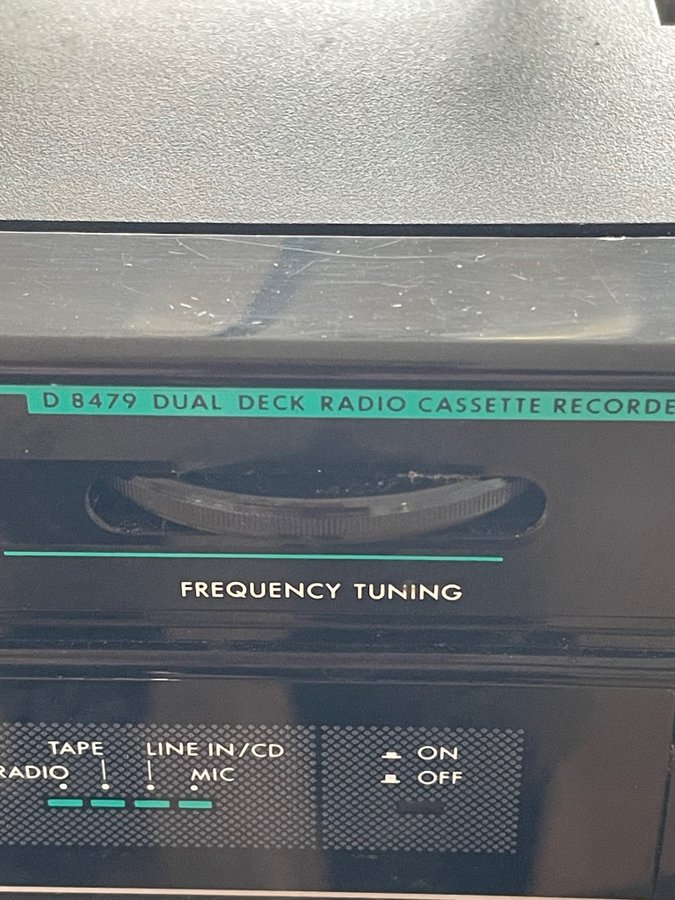 D 8479 DUAL DECK RADIO CASSETTE RECORDE
FREQUENCY TUNING
TAPE LINE IN/CD
RADIO MIC
ON
OFF